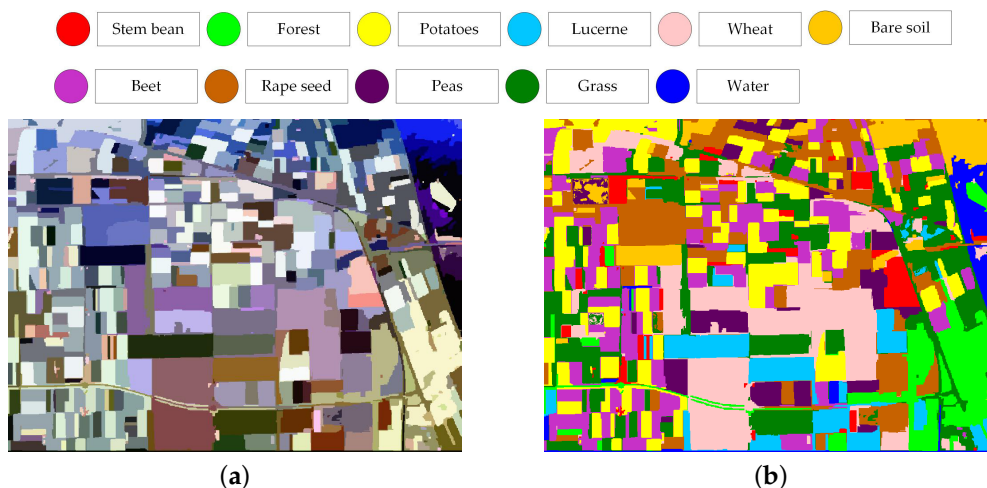 Stem bean Forest Potatoes Lucerne Wheat Bare soil
Beet Rape seed Peas Grass Water
(a) (b)